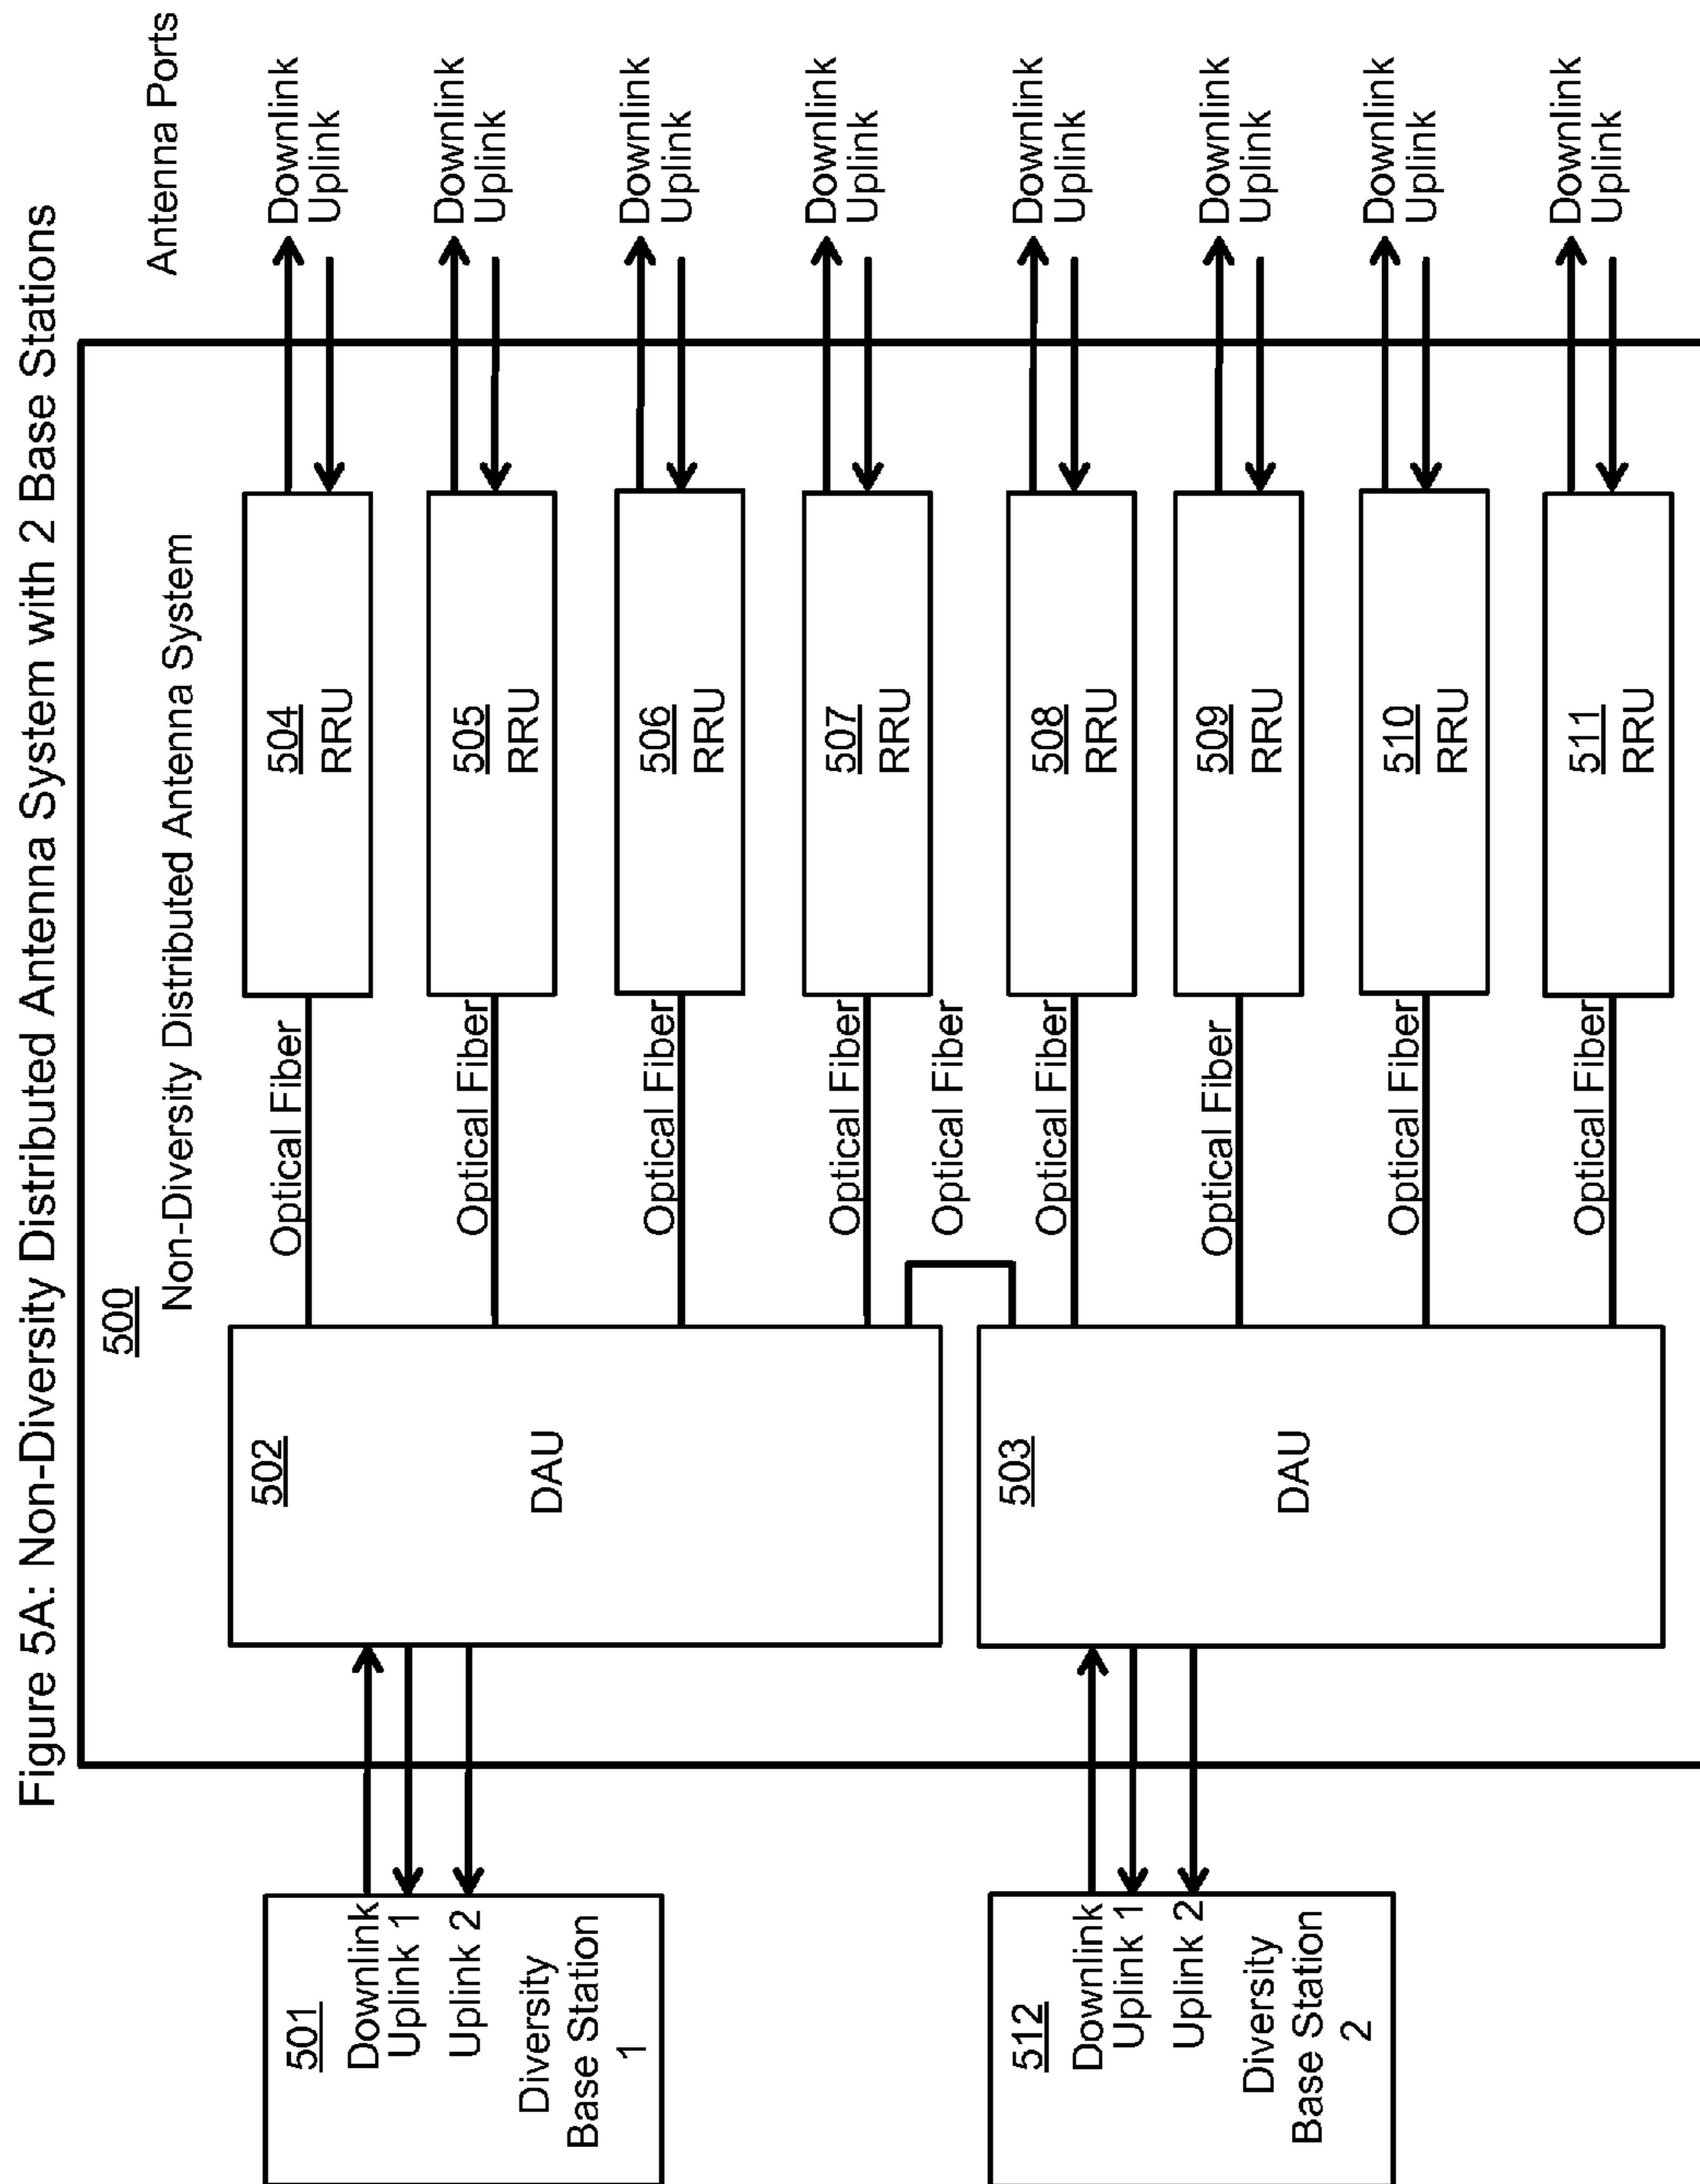 Figure 5A: Non-Diversity Distributed Antenna System with 2 Base Stations
500
Non-Diversity Distributed Antenna System
Antenna Ports
501
Downlink
Uplink 1
Uplink 2
Diversity
Base Station
1
502
DAU
Optical Fiber
504
RRU
Downlink
Uplink
Optical Fiber
505
RRU
Downlink
Uplink
Optical Fiber
506
RRU
Downlink
Uplink
Optical Fiber
507
RRU
Downlink
Uplink
Optical Fiber
512
Downlink
Uplink 1
Uplink 2
Diversity
Base Station
2
503
DAU
Optical Fiber
508
RRU
Downlink
Uplink
Optical Fiber
509
RRU
Downlink
Uplink
Optical Fiber
510
RRU
Downlink
Uplink
Optical Fiber
511
RRU
Downlink
Uplink